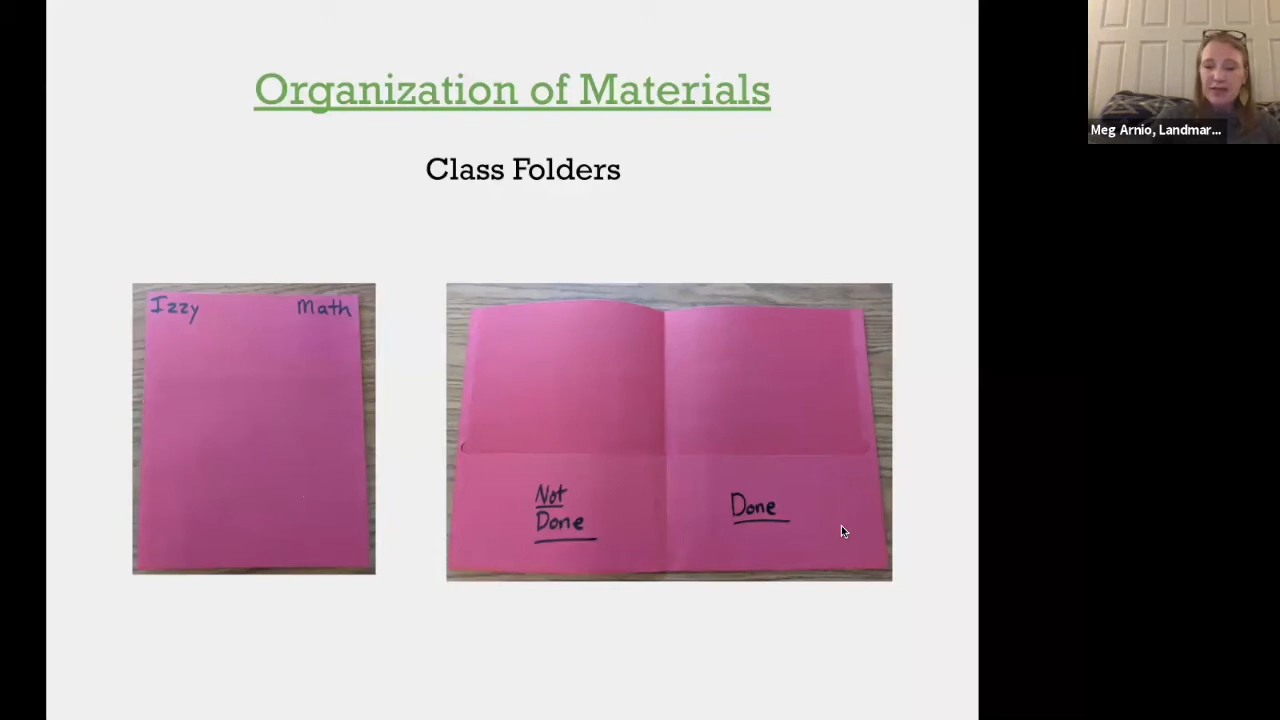 Organization of Materials
Class Folders
Izzy
Math
Not
Done
Done
Meg Arnio, Landmar...